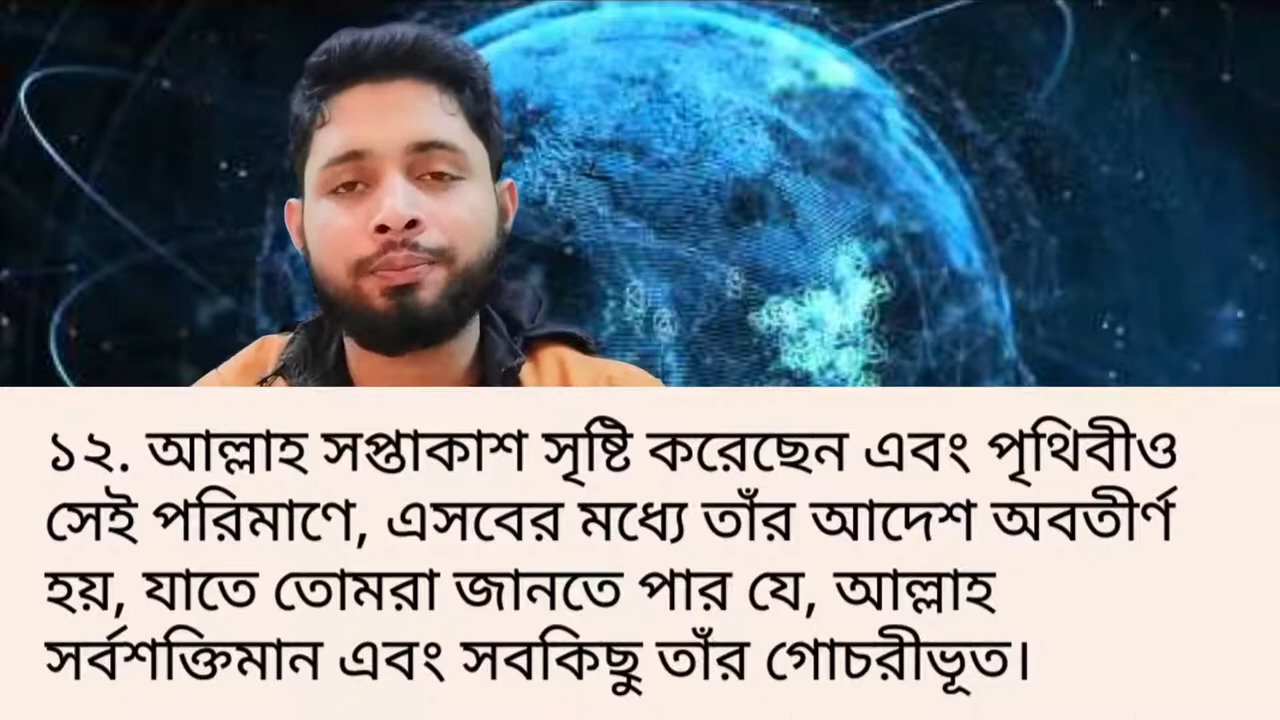 ১২. আল্লাহ সপ্তাকাশ সৃষ্টি করেছেন এবং পৃথিবীও
সেই পরিমাণে, এসবের মধ্যে তাঁর আদেশ অবতীর্ণ
হয়, যাতে তোমরা জানতে পার যে, আল্লাহ
সর্বশক্তিমান এবং সবকিছু তাঁর গোচরীভূত।